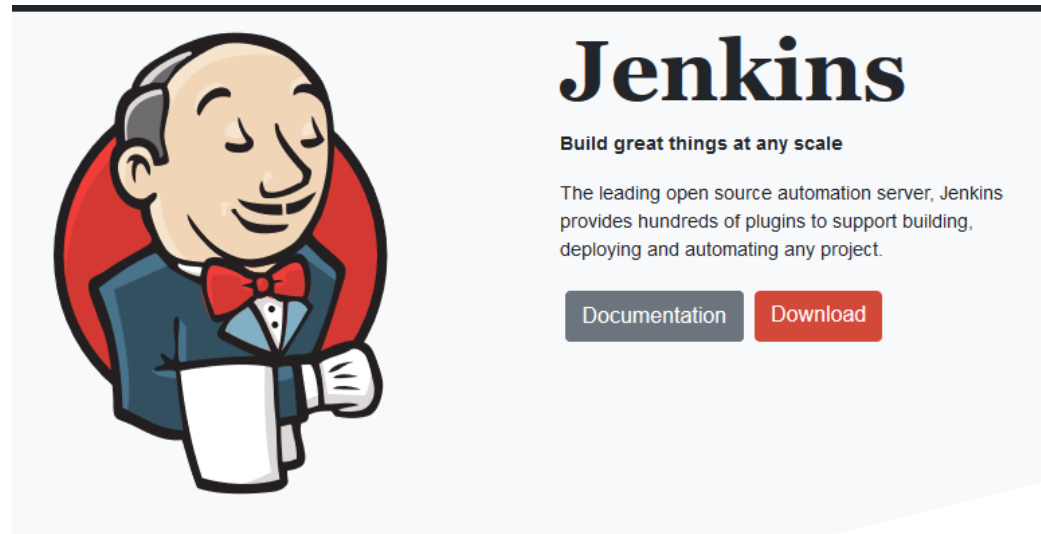 Jenkins
Build great things at any scale
The leading open source automation server, Jenkins
provides hundreds of plugins to support building,
deploying and automating any project.
Documentation Download